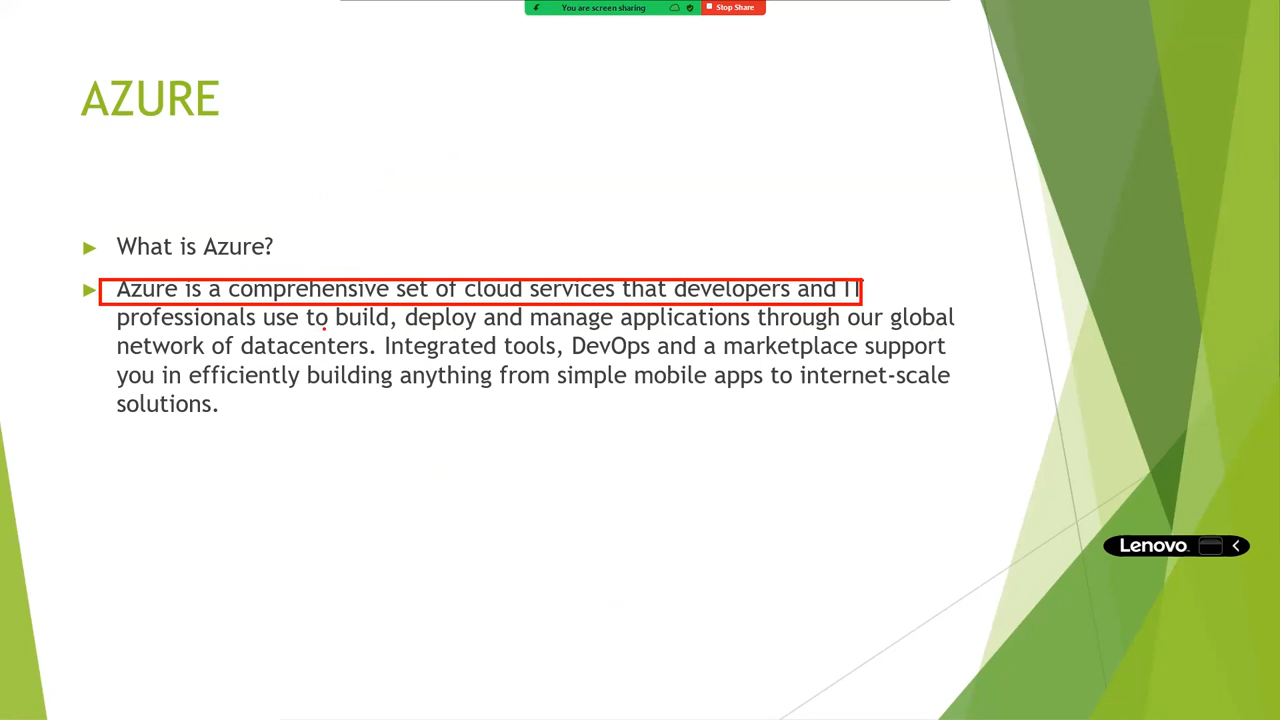 You are screen sharing
Stop Share
AZURE
What is Azure?
Azure is a comprehensive set of cloud services that developers and IT
professionals use to build, deploy and manage applications through our global
network of datacenters. Integrated tools, DevOps and a marketplace support
you in efficiently building anything from simple mobile apps to internet-scale
solutions.
Lenovo